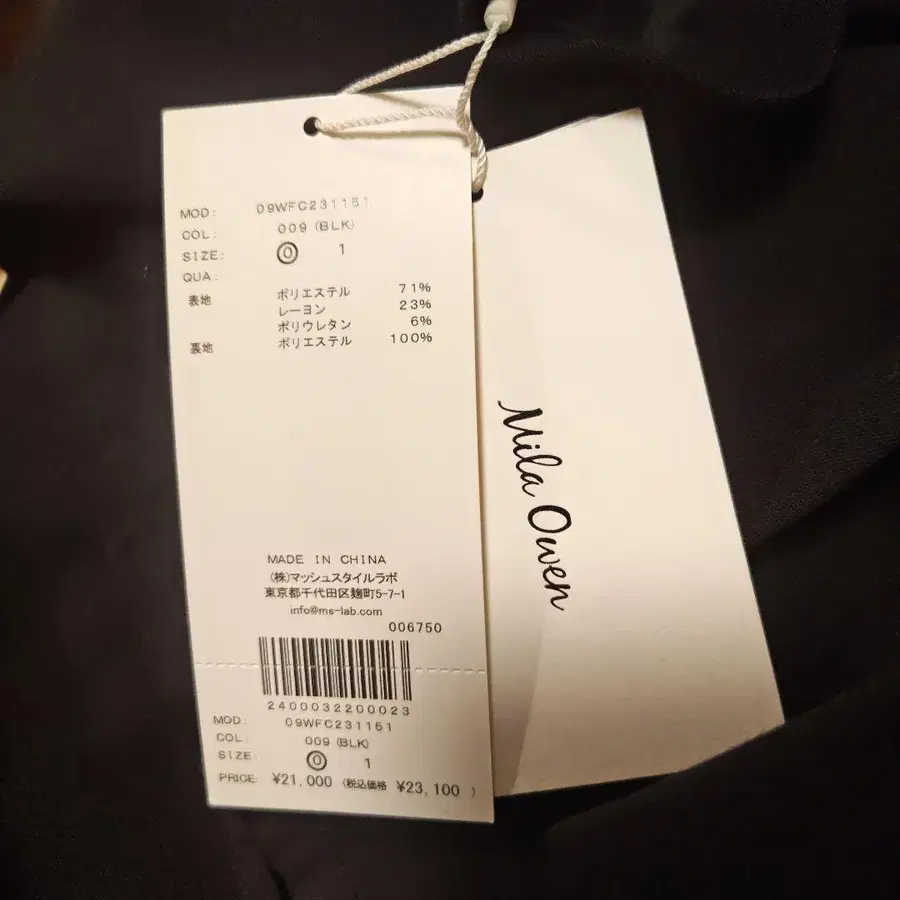 MOD: 09WFC231151
COL: 009 (BLK)
SIZE: ⓪ 1
QUA:
表地 ポリエステル 71%
レーヨン 23%
ポリウレタン 6%
裏地 ポリエステル 100%
MADE IN CHINA
(株)マッシュスタイルラボ
東京都千代田区麹町5-7-1
info@ms-lab.com
006750
2400032200023
MOD: 09WFC231151
COL: 009 (BLK)
SIZE: ⓪ 1
PRICE: ¥21,000 (税込価格 ¥23,100 )
Mila Owen